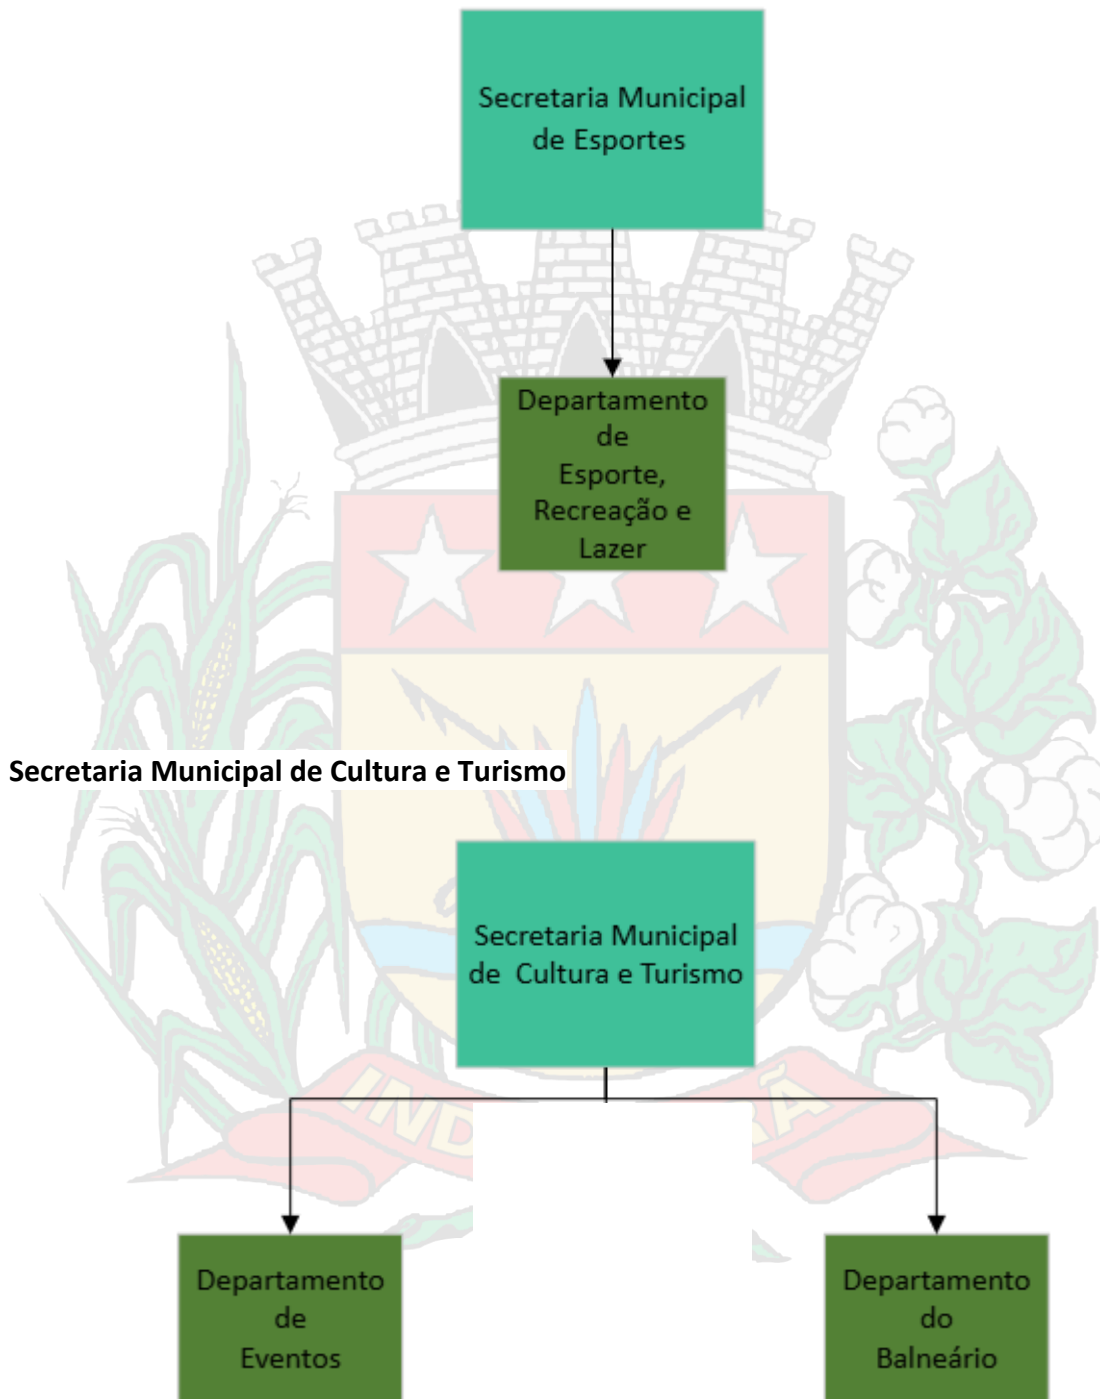 Secretaria Municipal
de Esportes
Departamento
de
Esporte,
Recreação e
Lazer
Secretaria Municipal de Cultura e Turismo
Secretaria Municipal
de Cultura e Turismo
Departamento
de
Eventos
Departamento
do
Balneário